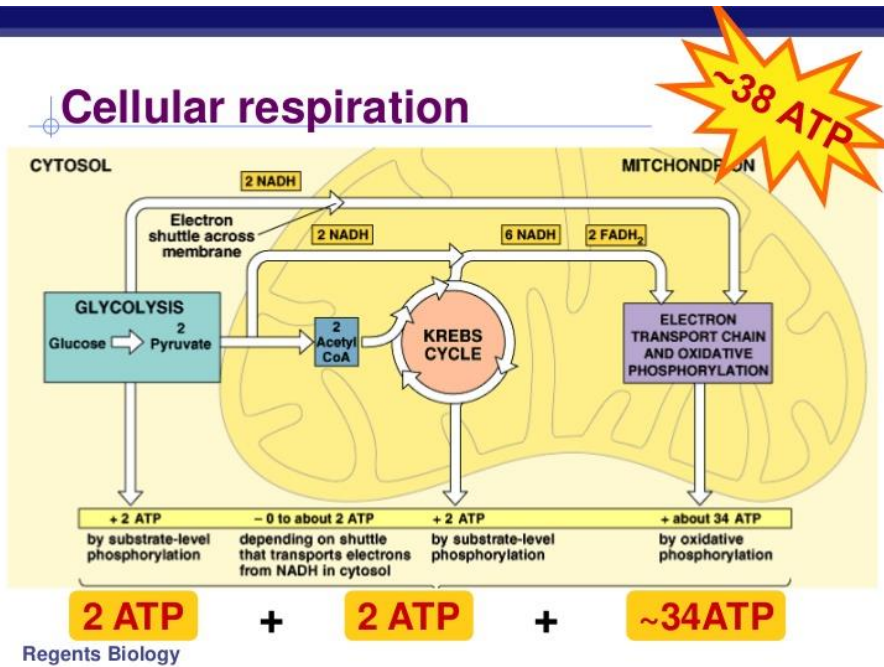 Cellular respiration
~38 ATP
CYTOSOL
MITCHONDRION
2 NADH
Electron
shuttle across
membrane
2 NADH
6 NADH
2 FADH₂
GLYCOLYSIS
Glucose
2
Pyruvate
2
Acetyl
CoA
KREBS
CYCLE
ELECTRON
TRANSPORT CHAIN
AND OXIDATIVE
PHOSPHORYLATION
+ 2 ATP
by substrate-level
phosphorylation
– 0 to about 2 ATP
depending on shuttle
that transports electrons
from NADH in cytosol
+ 2 ATP
by substrate-level
phosphorylation
+ about 34 ATP
by oxidative
phosphorylation
2 ATP + 2 ATP + ~34ATP
Regents Biology